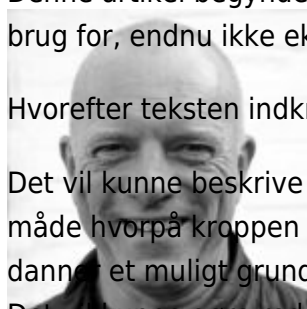 Denne artikel begynde
brug for, endnu ikke ek
Hvorefter teksten indkr
Det vil kunne beskrive
måde hvorpå kroppen
danner et muligt grund